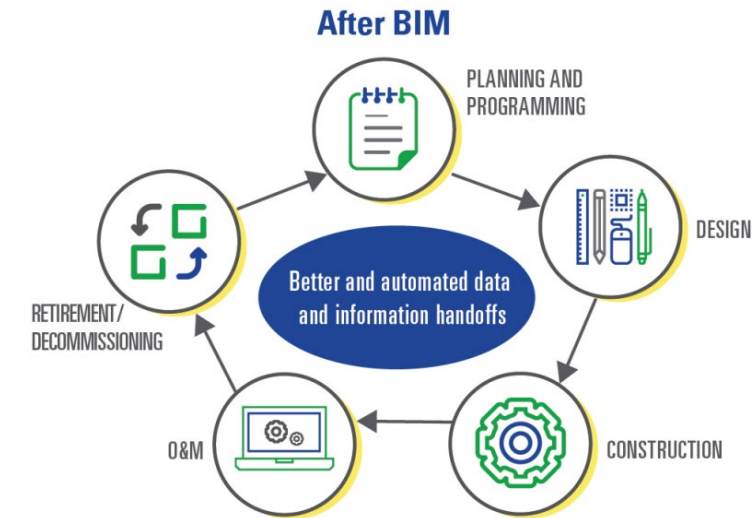 After BIM
PLANNING AND
PROGRAMMING
DESIGN
Better and automated data
and information handoffs
RETIREMENT/
DECOMMISSIONING
O&M
CONSTRUCTION